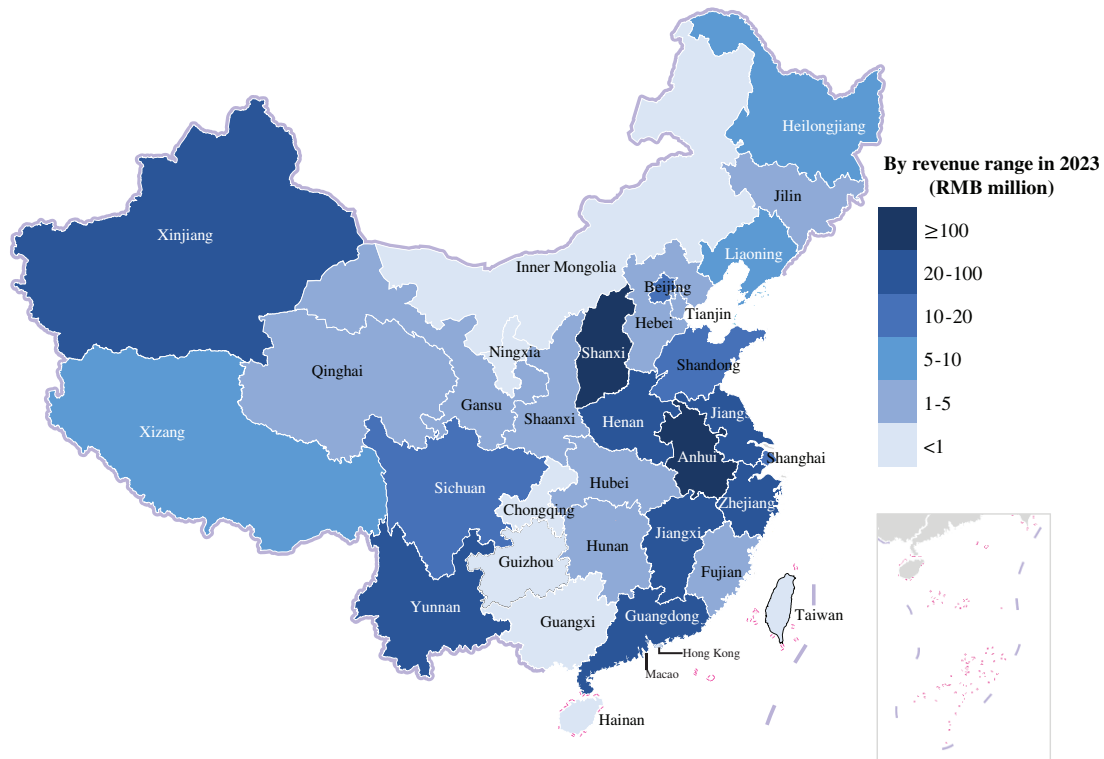 Heilongjiang
By revenue range in 2023
(RMB million)
Jilin
≥100
Xinjiang
Liaoning
Inner Mongolia
20-100
Beijing
Tianjin
10-20
Hebei
Ningxia
Shanxi
5-10
Shandong
Qinghai
Gansu
1-5
Shaanxi
Henan
Jiangs
Xizang
<1
Anhui
Shanghai
Sichuan
Hubei
Chongqing
Zhejiang
Jiangxi
Hunan
Guizhou
Fujian
Yunnan
Guangxi
Guangdong
Taiwan
Hong Kong
Macao
Hainan